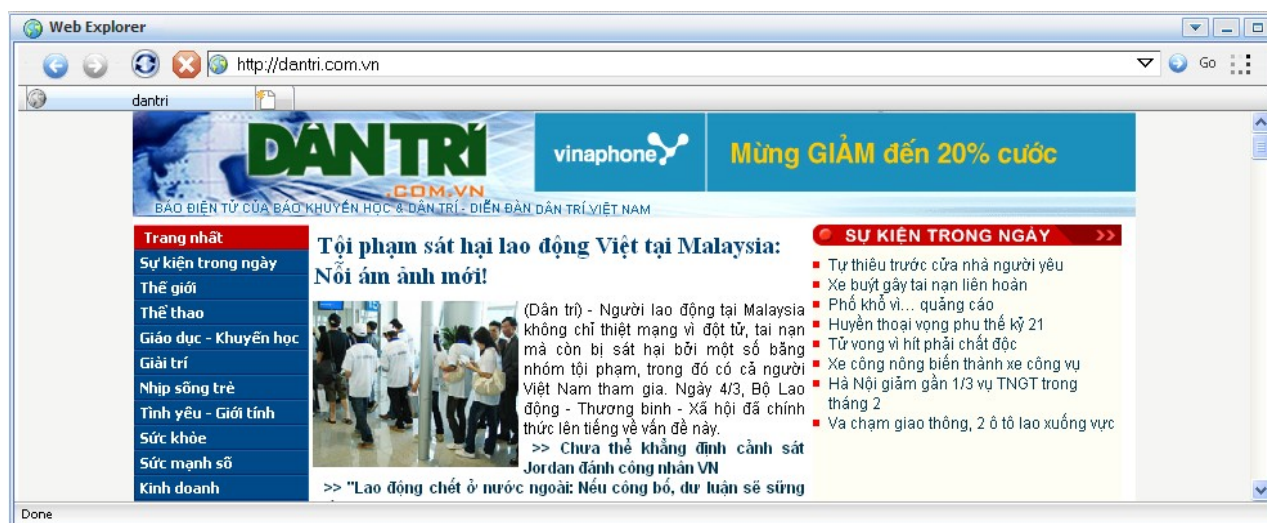 Web Explorer
http://dantri.com.vn
Go
dantri
DÂN TRÍ
.COM.VN
vinaphone
Mừng GIẢM đến 20% cước
BÁO ĐIỆN TỬ CỦA BÁO KHUYẾN HỌC & DÂN TRÍ - DIỄN ĐÀN DÂN TRÍ VIỆT NAM
Trang nhất
Sự kiện trong ngày
Thế giới
Thể thao
Giáo dục - Khuyến học
Giải trí
Nhịp sống trẻ
Tình yêu - Giới tính
Sức khỏe
Sức mạnh số
Kinh doanh
Tội phạm sát hại lao động Việt tại Malaysia:
Nỗi ám ảnh mới!
(Dân trí) - Người lao động tại Malaysia
không chỉ thiệt mạng vì đột tử, tai nạn
mà còn bị sát hại bởi một số băng
nhóm tội phạm, trong đó có cả người
Việt Nam tham gia. Ngày 4/3, Bộ Lao
động - Thương binh - Xã hội đã chính
thức lên tiếng về vấn đề này.
>> Chưa thể khẳng định cảnh sát
Jordan đánh công nhân VN
>> "Lao động chết ở nước ngoài: Nếu công bố, dư luận sẽ sững
SỰ KIỆN TRONG NGÀY >>
Tự thiêu trước cửa nhà người yêu
Xe buýt gây tai nạn liên hoàn
Phố khổ vì... quảng cáo
Huyền thoại vọng phu thế kỷ 21
Tử vong vì hít phải chất độc
Xe công nông biến thành xe công vụ
Hà Nội giảm gần 1/3 vụ TNGT trong
tháng 2
Va chạm giao thông, 2 ô tô lao xuống vực
Done